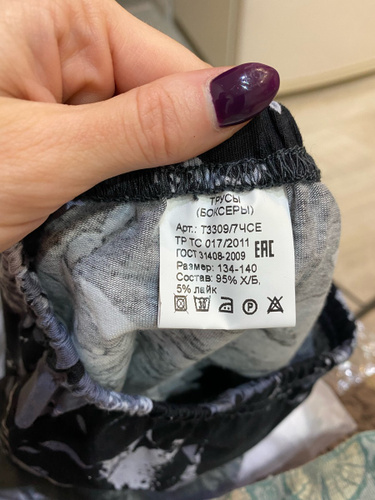 ТРУСЫ
(БОКСЕРЫ)
Арт.: Т3309/7ЧСЕ
ТР ТС 017/2011 EAC
ГОСТ 31408-2009
Размер: 134-140
Состав: 95% Х/Б,
5% лайк